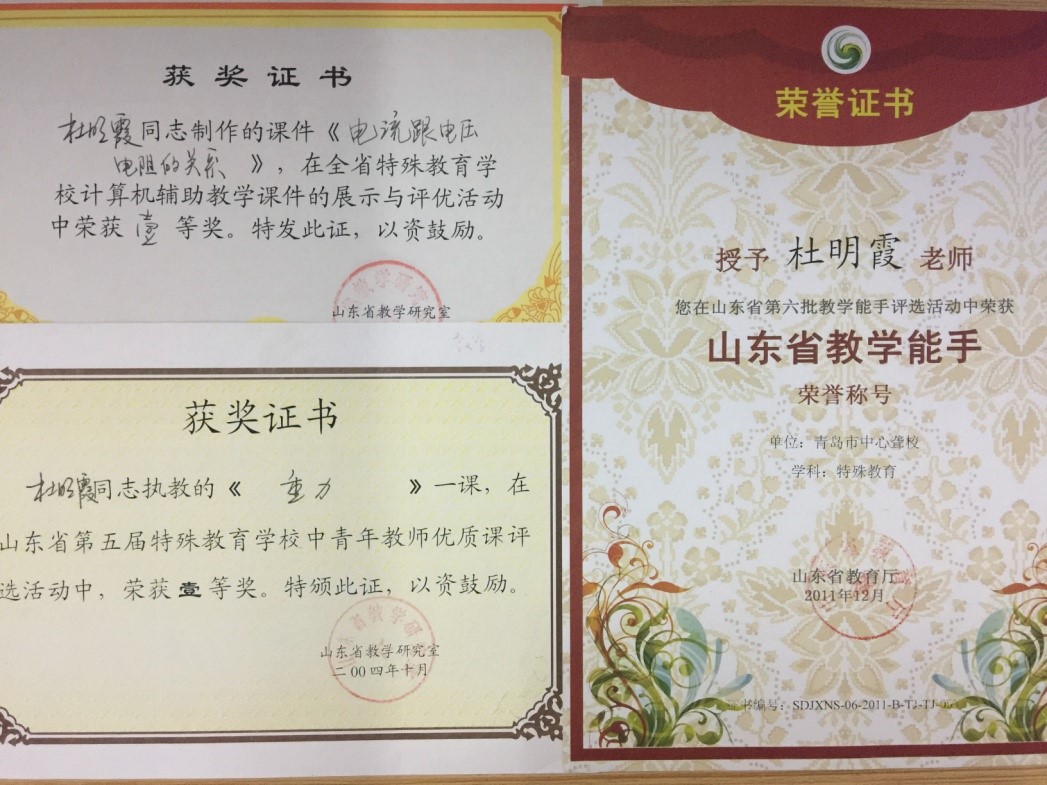 获奖证书
杜明霞同志制作的课件《电流跟电压
电阻的关系》，在全省特殊教育学
校计算机辅助教学课件的展示与评优活动
中荣获壹等奖。特发此证，以资鼓励。
山东省教学研究室
获奖证书
杜明霞同志执教的《重力》一课，在
山东省第五届特殊教育学校中青年教师优质课评
选活动中，荣获壹等奖。特颁此证，以资鼓励。
山东省教学研究室
二00四年十月
荣誉证书
授予 杜明霞 老师
您在山东省第六批教学能手评选活动中荣获
山东省教学能手
荣誉称号
单位：青岛市中心聋校
学科：特殊教育
山东省教育厅
2011年12月
证书编号：SDJXNS-06-2011-B-TJ-TJ-